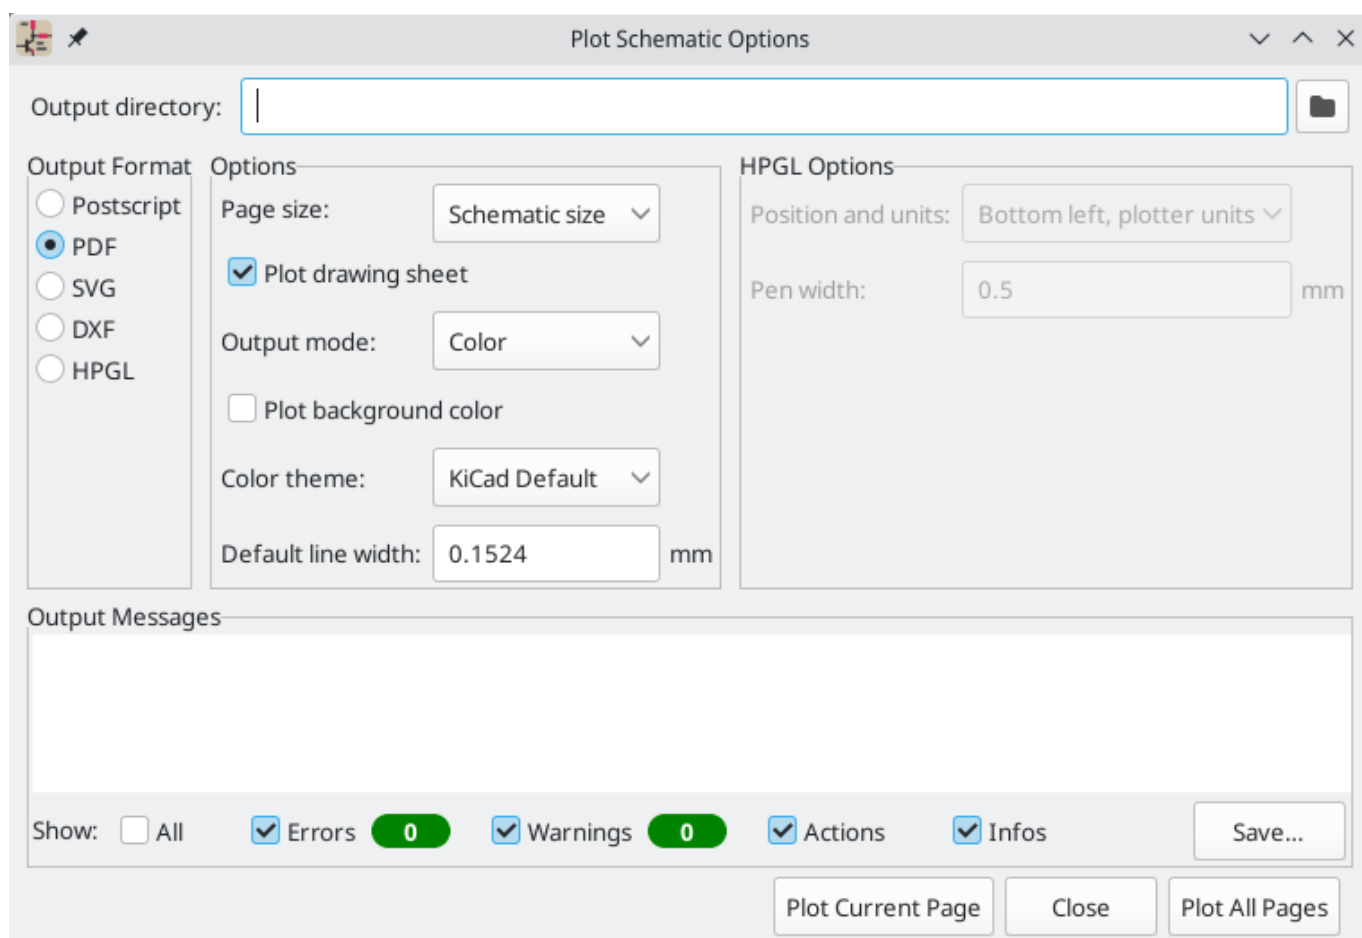 Plot Schematic Options
Output directory:
Output Format
Postscript
PDF
SVG
DXF
HPGL
Options
Page size: Schematic size
Plot drawing sheet
Output mode: Color
Plot background color
Color theme: KiCad Default
Default line width: 0.1524 mm
HPGL Options
Position and units: Bottom left, plotter units
Pen width: 0.5 mm
Output Messages
Show: All Errors 0 Warnings 0 Actions Infos Save...
Plot Current Page Close Plot All Pages